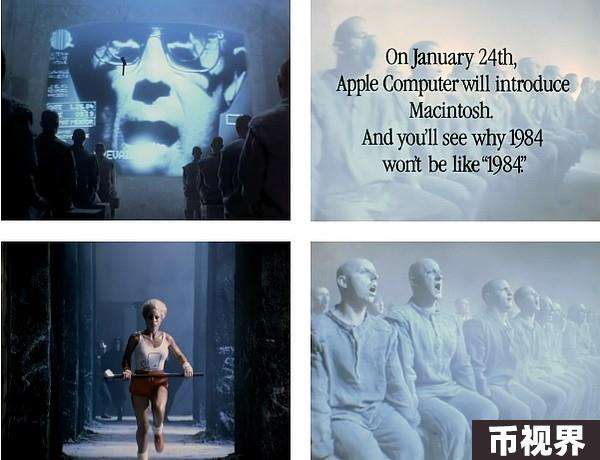 EVA
On January 24th,
Apple Computer will introduce
Macintosh.
And you'll see why 1984
won't be like “1984.”
币视界